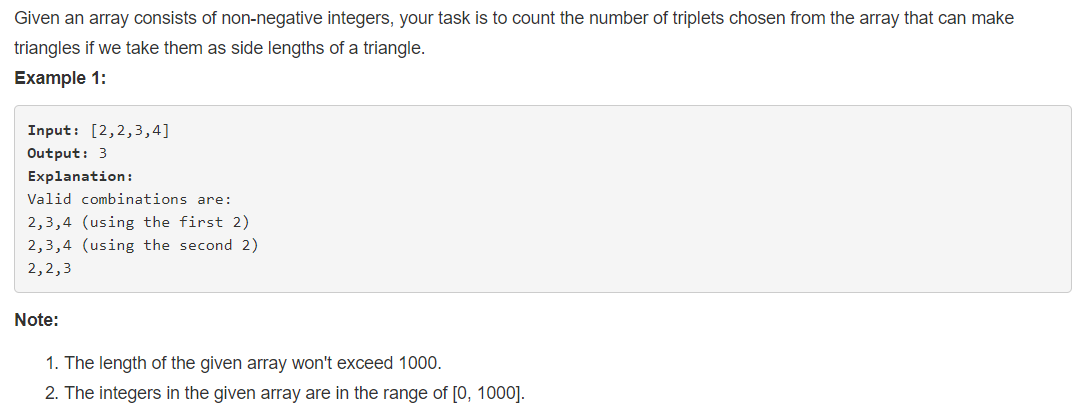 Given an array consists of non-negative integers, your task is to count the number of triplets chosen from the array that can make
triangles if we take them as side lengths of a triangle.
Example 1:
Input: [2,2,3,4]
Output: 3
Explanation:
Valid combinations are:
2,3,4 (using the first 2)
2,3,4 (using the second 2)
2,2,3
Note:
1. The length of the given array won't exceed 1000.
2. The integers in the given array are in the range of [0, 1000].